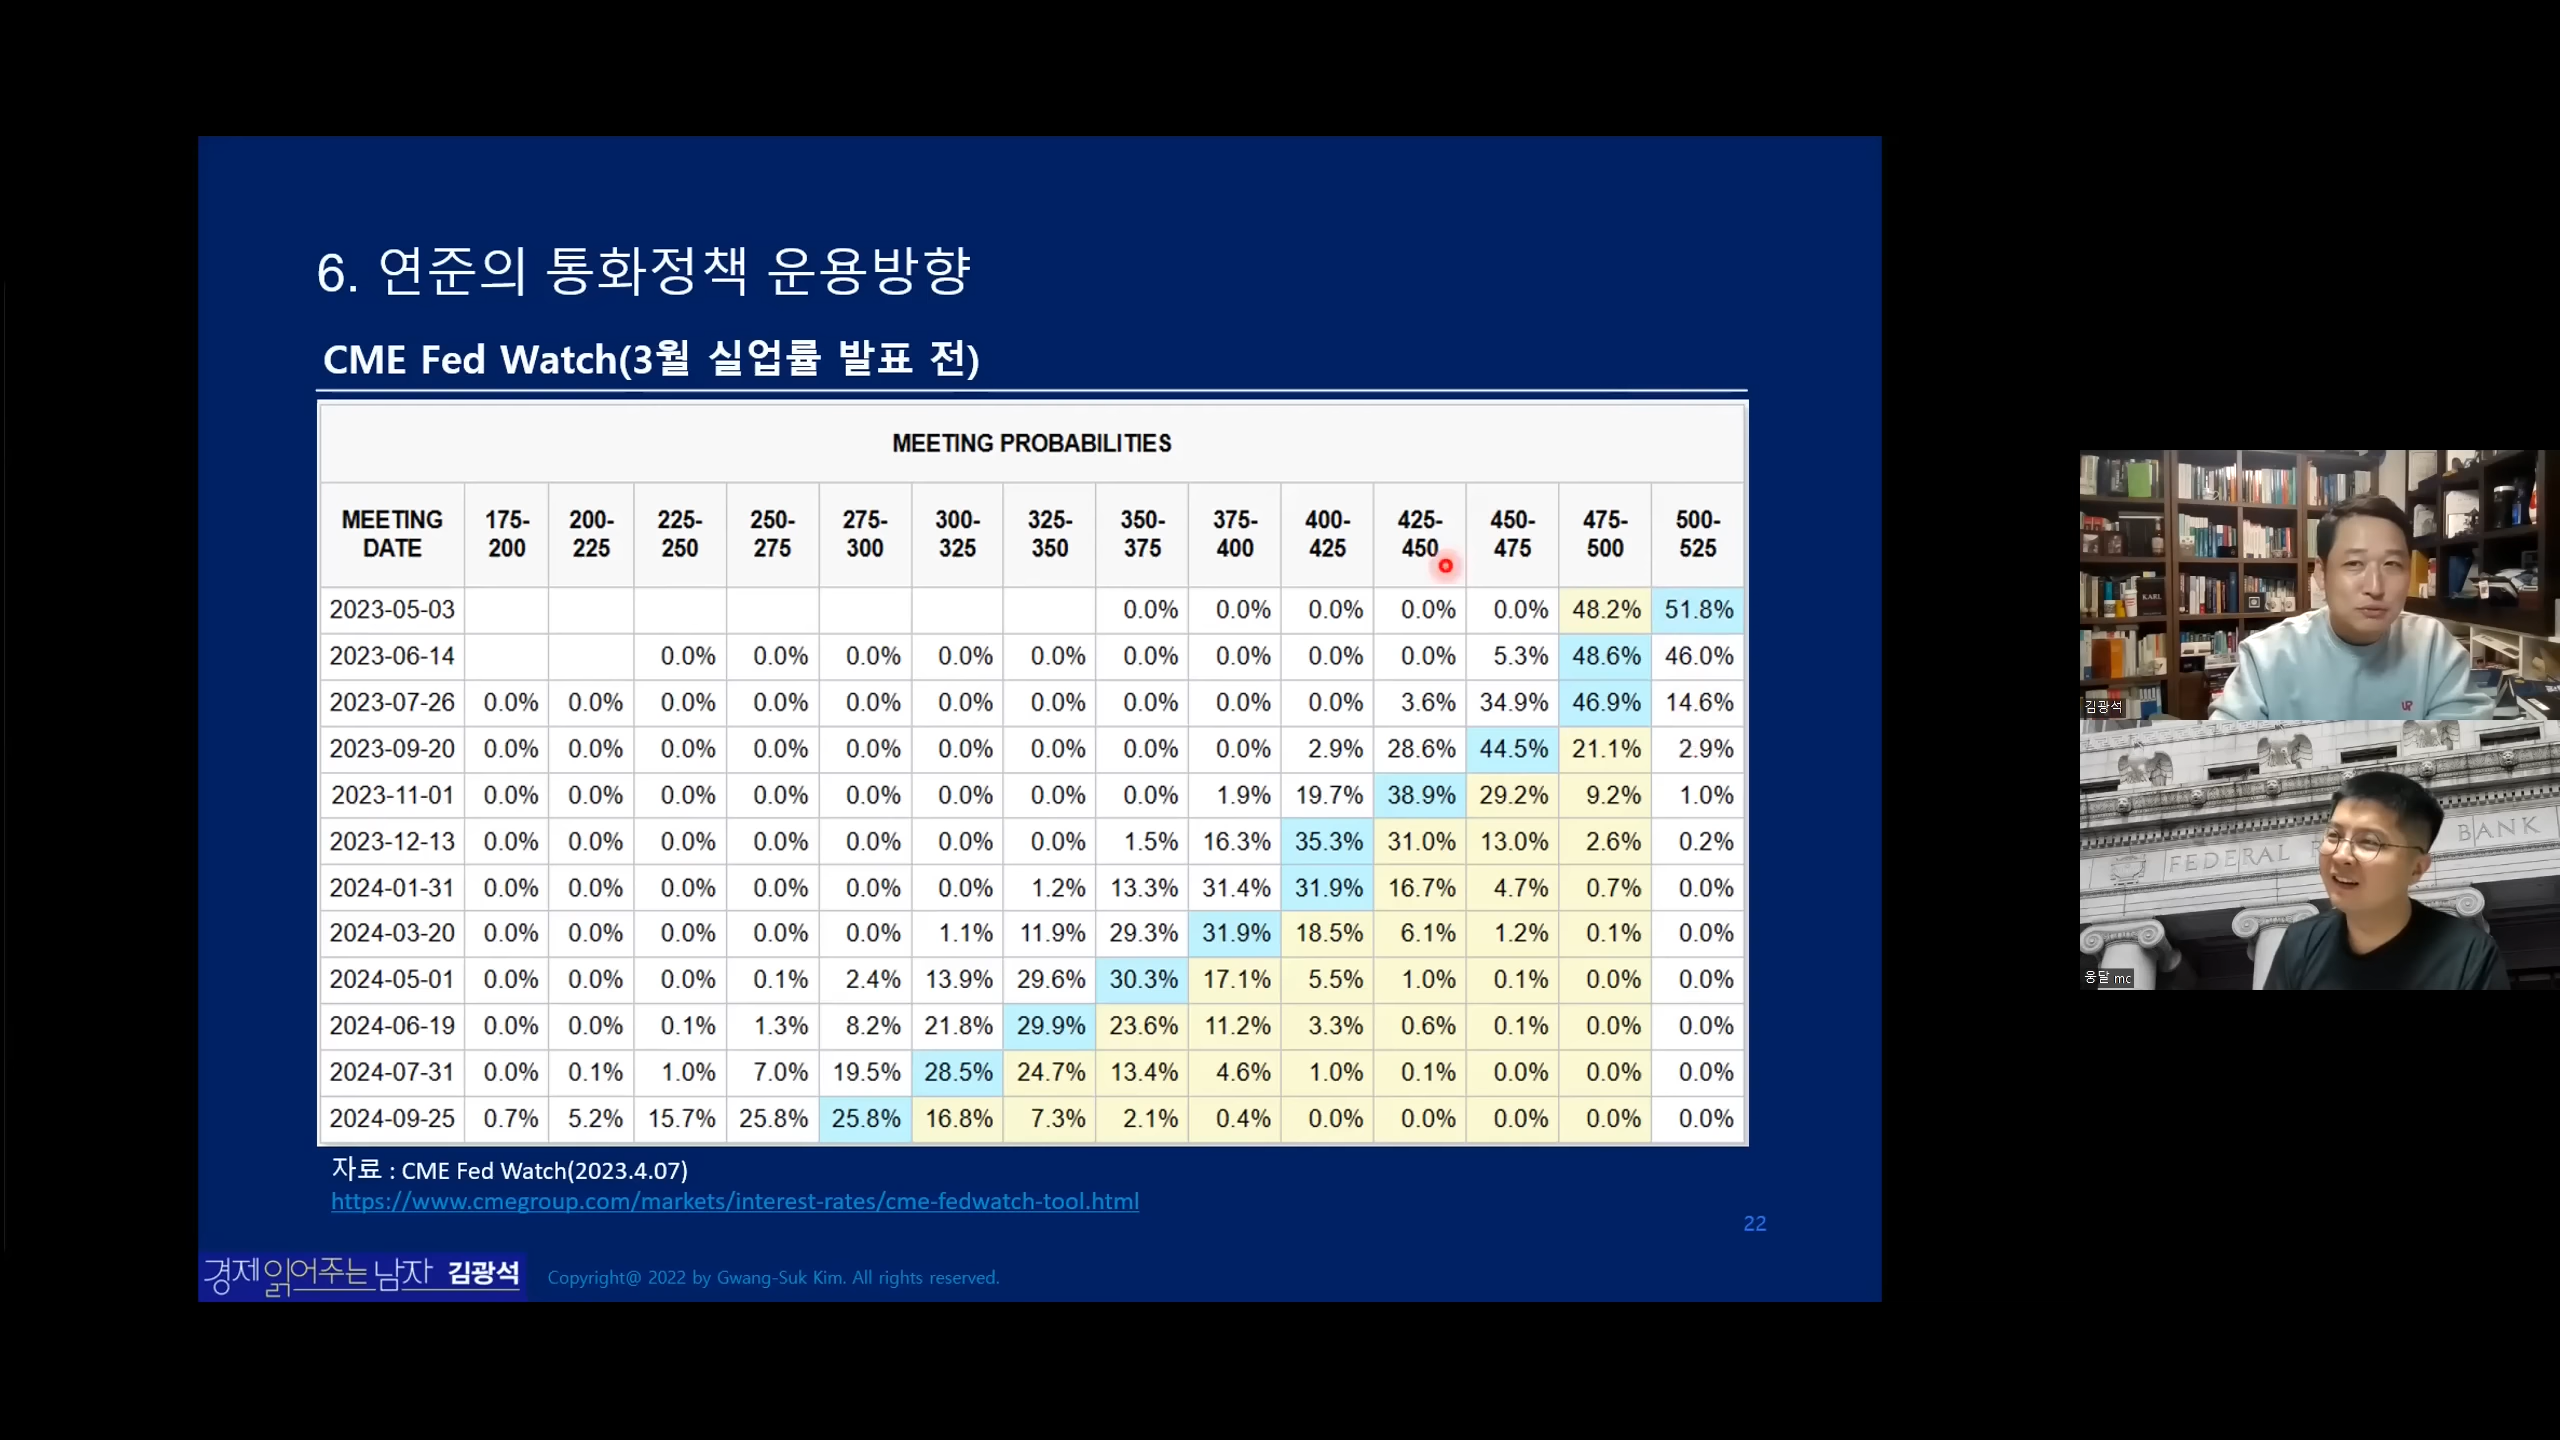 6. 연준의 통화정책 운용방향
CME Fed Watch(3월 실업률 발표 전)
MEETING PROBABILITIES
MEETING DATE 175-200 200-225 225-250 250-275 275-300 300-325 325-350 350-375 375-400 400-425 425-450 450-475 475-500 500-525
2023-05-03 0.0% 0.0% 0.0% 0.0% 0.0% 48.2% 51.8%
2023-06-14 0.0% 0.0% 0.0% 0.0% 0.0% 0.0% 0.0% 0.0% 0.0% 5.3% 48.6% 46.0%
2023-07-26 0.0% 0.0% 0.0% 0.0% 0.0% 0.0% 0.0% 0.0% 0.0% 0.0% 3.6% 34.9% 46.9% 14.6%
2023-09-20 0.0% 0.0% 0.0% 0.0% 0.0% 0.0% 0.0% 0.0% 0.0% 2.9% 28.6% 44.5% 21.1% 2.9%
2023-11-01 0.0% 0.0% 0.0% 0.0% 0.0% 0.0% 0.0% 0.0% 1.9% 19.7% 38.9% 29.2% 9.2% 1.0%
2023-12-13 0.0% 0.0% 0.0% 0.0% 0.0% 0.0% 0.0% 1.5% 16.3% 35.3% 31.0% 13.0% 2.6% 0.2%
2024-01-31 0.0% 0.0% 0.0% 0.0% 0.0% 0.0% 1.2% 13.3% 31.4% 31.9% 16.7% 4.7% 0.7% 0.0%
2024-03-20 0.0% 0.0% 0.0% 0.0% 0.0% 1.1% 11.9% 29.3% 31.9% 18.5% 6.1% 1.2% 0.1% 0.0%
2024-05-01 0.0% 0.0% 0.0% 0.1% 2.4% 13.9% 29.6% 30.3% 17.1% 5.5% 1.0% 0.1% 0.0% 0.0%
2024-06-19 0.0% 0.0% 0.1% 1.3% 8.2% 21.8% 29.9% 23.6% 11.2% 3.3% 0.6% 0.1% 0.0% 0.0%
2024-07-31 0.0% 0.1% 1.0% 7.0% 19.5% 28.5% 24.7% 13.4% 4.6% 1.0% 0.1% 0.0% 0.0% 0.0%
2024-09-25 0.7% 5.2% 15.7% 25.8% 25.8% 16.8% 7.3% 2.1% 0.4% 0.0% 0.0% 0.0% 0.0% 0.0%
자료 : CME Fed Watch(2023.4.07)
https://www.cmegroup.com/markets/interest-rates/cme-fedwatch-tool.html
22
경제읽어주는남자 김광석
Copyright@ 2022 by Gwang-Suk Kim. All rights reserved.
KARL
김광석
FEDERAL BANK
웅달 mc